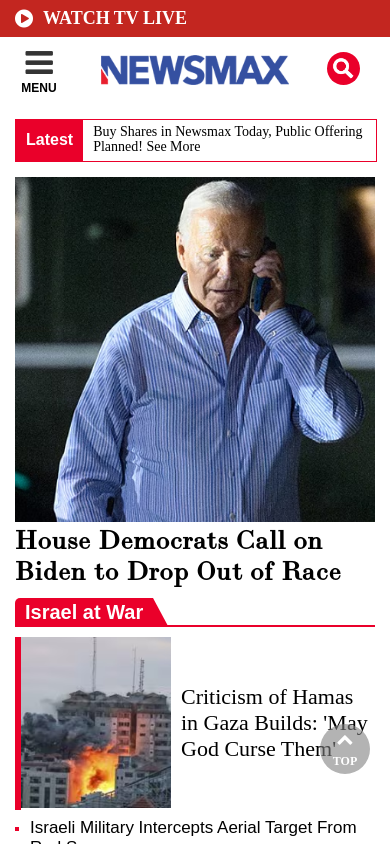 WATCH TV LIVE
MENU
NEWSMAX
Latest
Buy Shares in Newsmax Today, Public Offering
Planned! See More
House Democrats Call on
Biden to Drop Out of Race
Israel at War
Criticism of Hamas
in Gaza Builds: 'May
God Curse Them'
TOP
Israeli Military Intercepts Aerial Target From